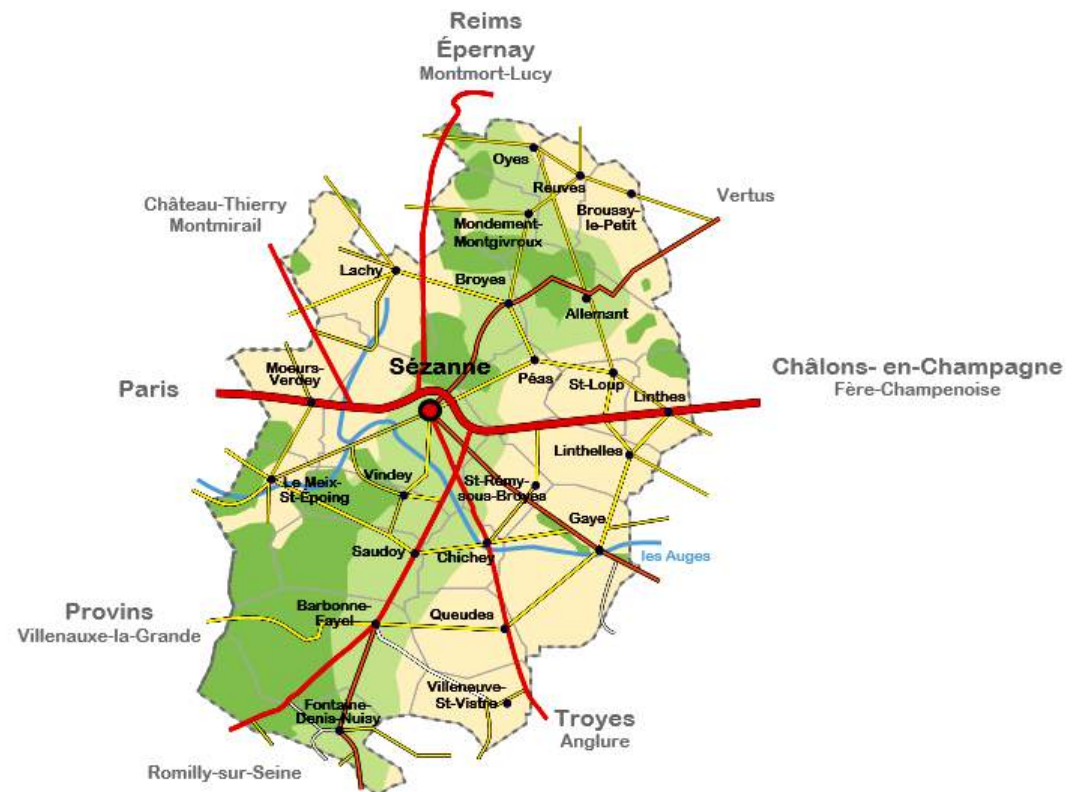 Reims
Épernay
Montmort-Lucy
Oyes
Reuves
Château-Thierry
Montmirail
Vertus
Broussy-
le-Petit
Mondement-
Montgivroux
Lachy
Broyes
Allemant
Sézanne
Moeurs-
Verdey
Châlons- en-Champagne
Fère-Champenoise
Paris
Péas
St-Loup
Linthes
Linthelles
Vindey
Le Meix-
St-Epoing
St-Rémy-
sous-Broyes
Gaye
Saudoy
Chichey
les Auges
Provins
Villenauxe-la-Grande
Barbonne-
Fayel
Queudes
Villeneuve-
St-Vistre
Fontaine-
Denis-Nuisy
Troyes
Anglure
Romilly-sur-Seine